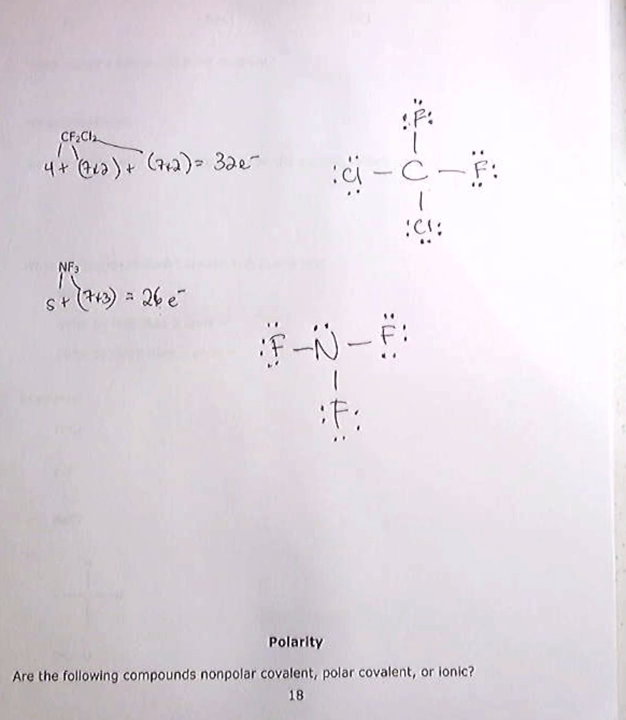 CF₂Cl₂
4 + (7×2) + (7×2) = 32e⁻
:F:
:Cl — C — F:
:Cl:
NF₃
5 + (7×3) = 26 e⁻
:F — N — F:
:F:
Polarity
Are the following compounds nonpolar covalent, polar covalent, or ionic?
18